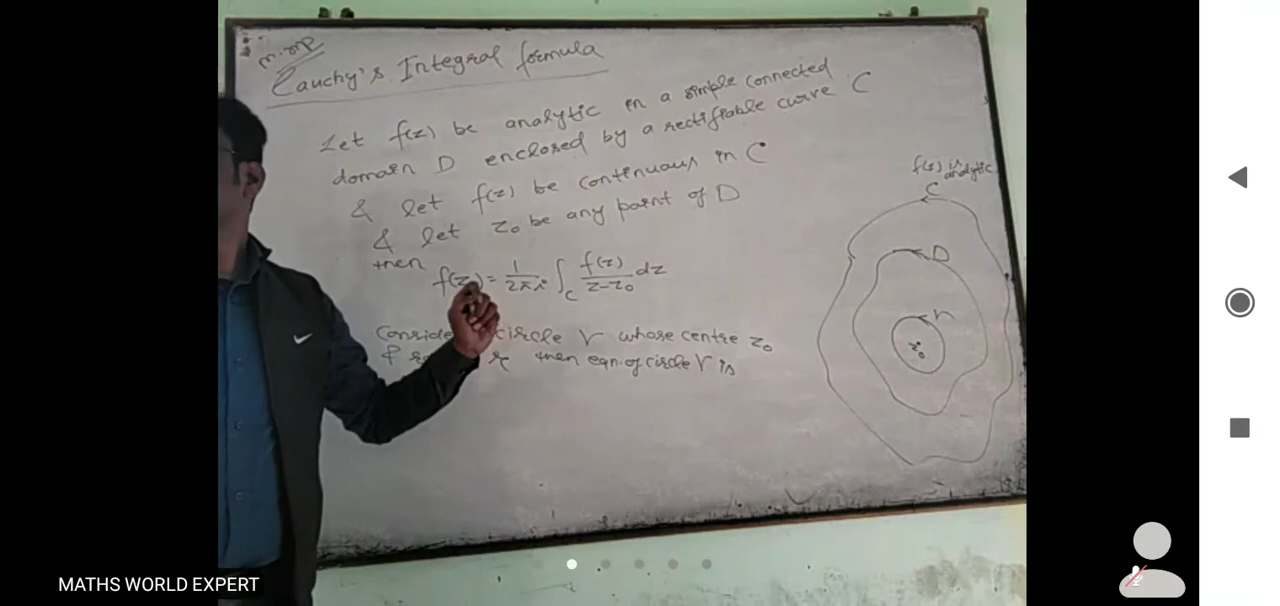 Cauchy's Integral formula
Let f(z) be analytic in a simple connected
domain D enclosed by a rectifiable curve C
& let f(z) be continuous in C
& let z₀ be any point of D
then
f(z₀) = 1/2πi ∫_C f(z)/z-z₀ dz
circle γ whose centre z₀
& then eqn. of circle γ is
f(z) is
analytic
C
D
γ
z₀
MATHS WORLD EXPERT